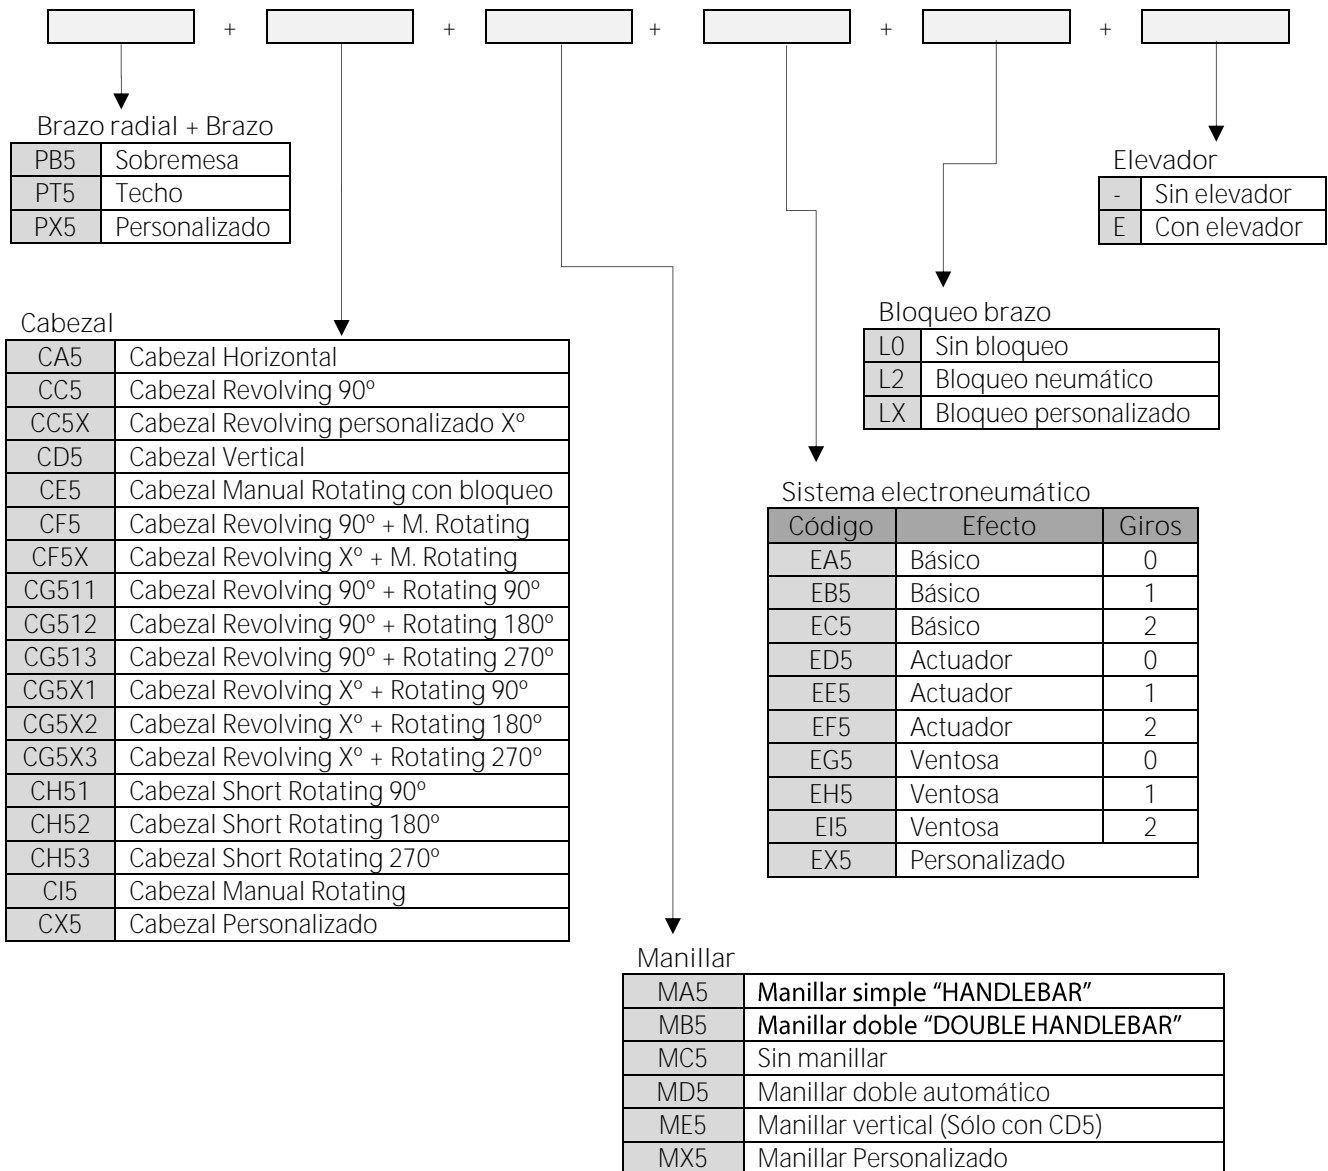 + + + + +
Brazo radial + Brazo
PB5 Sobremesa
PT5 Techo
PX5 Personalizado
Elevador
- Sin elevador
E Con elevador
Cabezal
CA5 Cabezal Horizontal
CC5 Cabezal Revolving 90º
CC5X Cabezal Revolving personalizado Xº
CD5 Cabezal Vertical
CE5 Cabezal Manual Rotating con bloqueo
CF5 Cabezal Revolving 90º + M. Rotating
CF5X Cabezal Revolving Xº + M. Rotating
CG511 Cabezal Revolving 90º + Rotating 90º
CG512 Cabezal Revolving 90º + Rotating 180º
CG513 Cabezal Revolving 90º + Rotating 270º
CG5X1 Cabezal Revolving Xº + Rotating 90º
CG5X2 Cabezal Revolving Xº + Rotating 180º
CG5X3 Cabezal Revolving Xº + Rotating 270º
CH51 Cabezal Short Rotating 90º
CH52 Cabezal Short Rotating 180º
CH53 Cabezal Short Rotating 270º
CI5 Cabezal Manual Rotating
CX5 Cabezal Personalizado
Bloqueo brazo
L0 Sin bloqueo
L2 Bloqueo neumático
LX Bloqueo personalizado
Sistema electroneumático
Código Efecto Giros
EA5 Básico 0
EB5 Básico 1
EC5 Básico 2
ED5 Actuador 0
EE5 Actuador 1
EF5 Actuador 2
EG5 Ventosa 0
EH5 Ventosa 1
EI5 Ventosa 2
EX5 Personalizado
Manillar
MA5 Manillar simple “HANDLEBAR”
MB5 Manillar doble “DOUBLE HANDLEBAR”
MC5 Sin manillar
MD5 Manillar doble automático
ME5 Manillar vertical (Sólo con CD5)
MX5 Manillar Personalizado